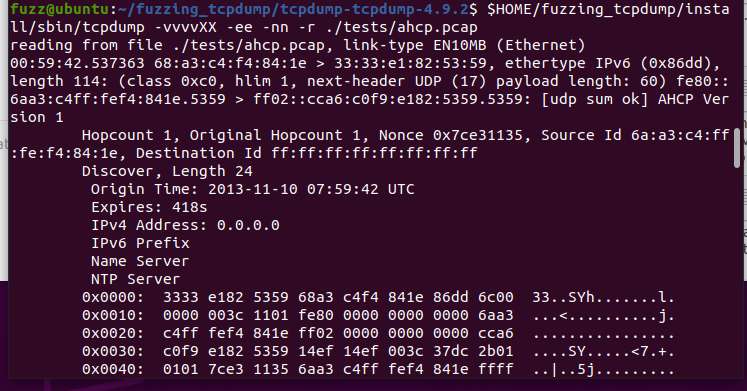 fuzz@ubuntu:~/fuzzing_tcpdump/tcpdump-tcpdump-4.9.2$ $HOME/fuzzing_tcpdump/insta
ll/sbin/tcpdump -vvvvXX -ee -nn -r ./tests/ahcp.pcap
reading from file ./tests/ahcp.pcap, link-type EN10MB (Ethernet)
00:59:42.537363 68:a3:c4:f4:84:1e > 33:33:e1:82:53:59, ethertype IPv6 (0x86dd),
length 114: (class 0xc0, hlim 1, next-header UDP (17) payload length: 60) fe80::
6aa3:c4ff:fef4:841e.5359 > ff02::cca6:c0f9:e182:5359.5359: [udp sum ok] AHCP Ver
sion 1
Hopcount 1, Original Hopcount 1, Nonce 0x7ce31135, Source Id 6a:a3:c4:ff
:fe:f4:84:1e, Destination Id ff:ff:ff:ff:ff:ff:ff:ff
Discover, Length 24
Origin Time: 2013-11-10 07:59:42 UTC
Expires: 418s
IPv4 Address: 0.0.0.0
IPv6 Prefix
Name Server
NTP Server
0x0000:  3333 e182 5359 68a3 c4f4 841e 86dd 6c00  33..SYh.......l.
0x0010:  0000 003c 1101 fe80 0000 0000 0000 6aa3  ...<..........j.
0x0020:  c4ff fef4 841e ff02 0000 0000 0000 cca6  ................
0x0030:  c0f9 e182 5359 14ef 14ef 003c 37dc 2b01  ....SY.....<7.+.
0x0040:  0101 7ce3 1135 6aa3 c4ff fef4 841e ffff  ..|..5j.........